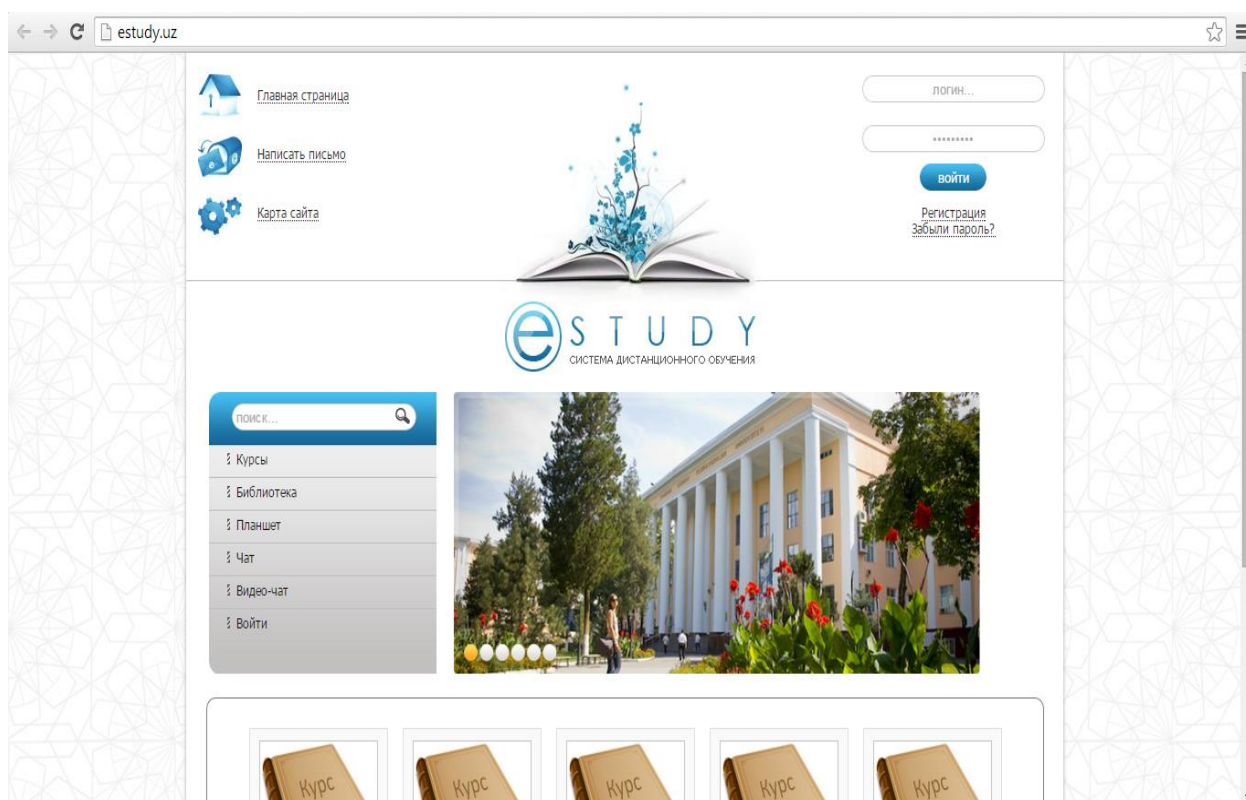 estudy.uz
Главная страница
Написать письмо
Карта сайта
логин...
•••••••••
войти
Регистрация
Забыли пароль?
eSTUDY
СИСТЕМА ДИСТАНЦИОННОГО ОБУЧЕНИЯ
поиск...
Курсы
Библиотека
Планшет
Чат
Видео-чат
Войти
Курс
Курс
Курс
Курс
Курс